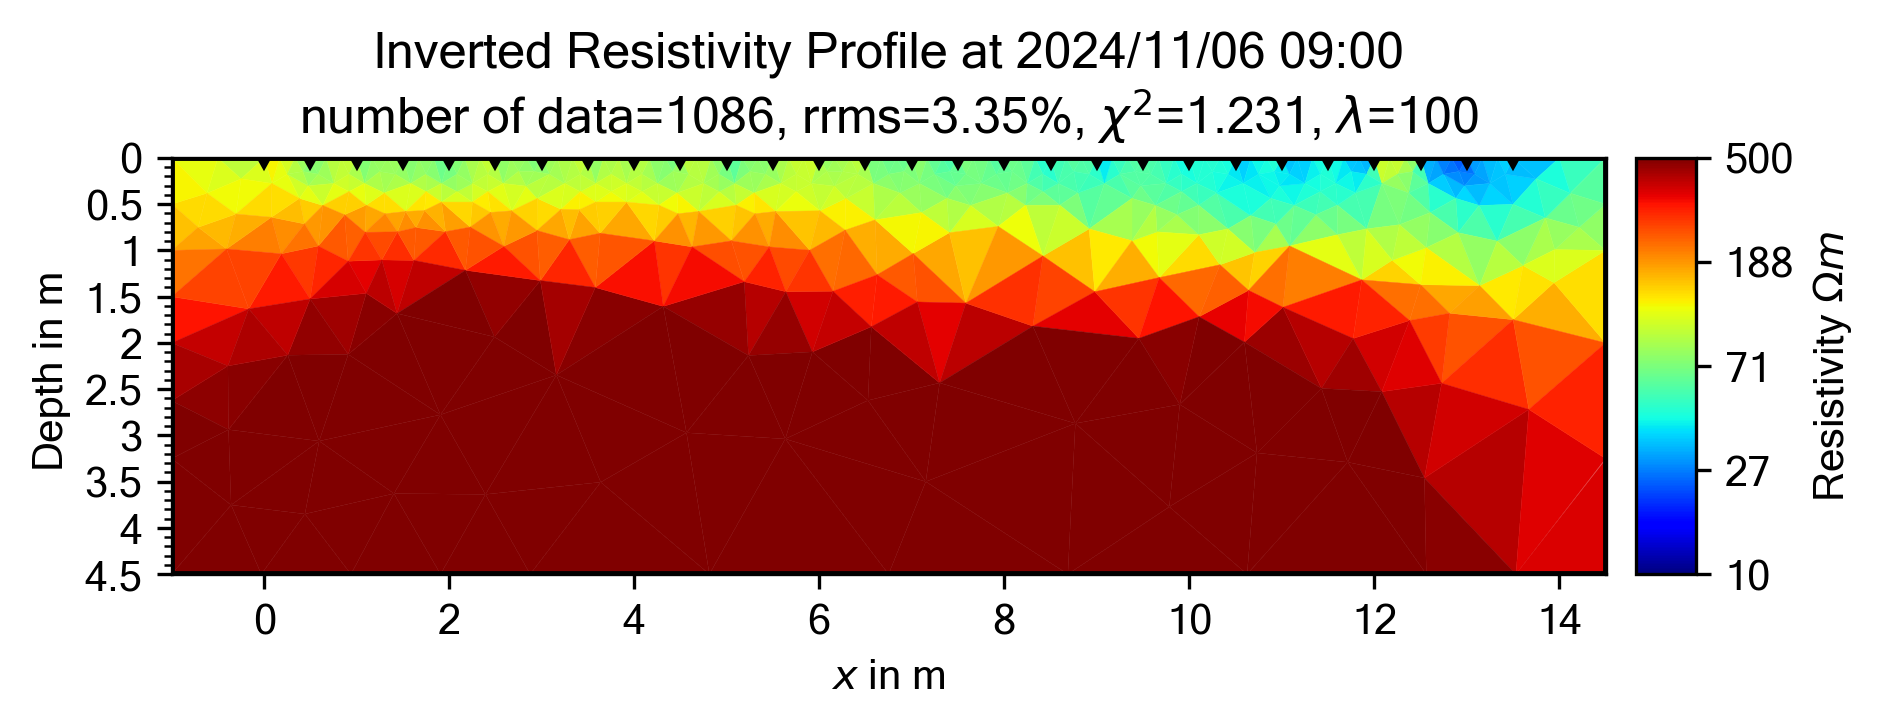 Inverted Resistivity Profile at 2024/11/06 09:00
number of data=1086, rrms=3.35%, χ²=1.231, λ=100
0
0.5
1
1.5
2
2.5
3
3.5
4
4.5
Depth in m
0 2 4 6 8 10 12 14
x in m
500
188
71
27
10
Resistivity Ωm